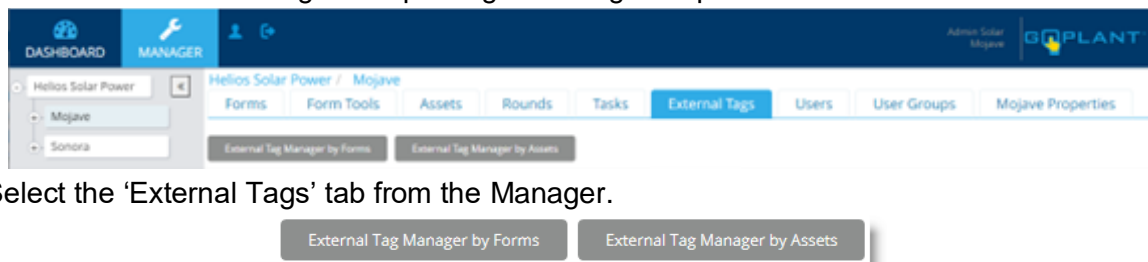 DASHBOARD MANAGER Admin Solar Mojave GOPLANT
Helios Solar Power Helios Solar Power / Mojave
Forms Form Tools Assets Rounds Tasks External Tags Users User Groups Mojave Properties
Mojave
Sonora External Tag Manager by Forms External Tag Manager by Assets
elect the ‘External Tags’ tab from the Manager.
External Tag Manager by Forms External Tag Manager by Assets